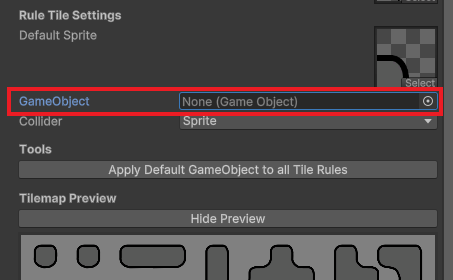 Select
Rule Tile Settings
Default Sprite
Select
GameObject None (Game Object)
Collider Sprite
Tools
Apply Default GameObject to all Tile Rules
Tilemap Preview
Hide Preview